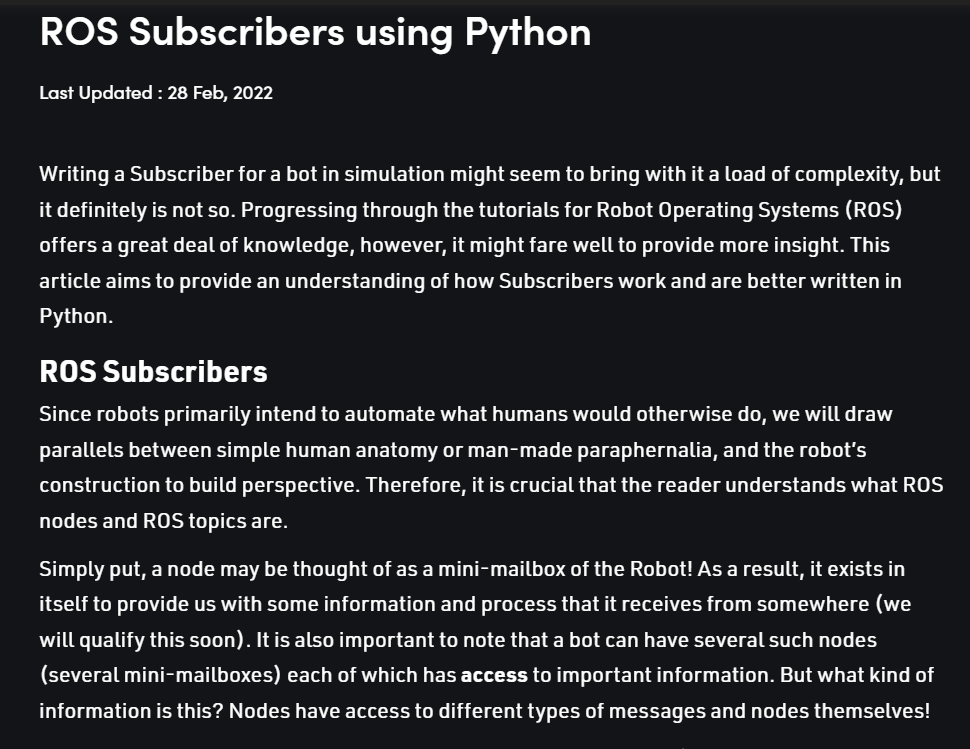 ROS Subscribers using Python
Last Updated : 28 Feb, 2022
Writing a Subscriber for a bot in simulation might seem to bring with it a load of complexity, but
it definitely is not so. Progressing through the tutorials for Robot Operating Systems (ROS)
offers a great deal of knowledge, however, it might fare well to provide more insight. This
article aims to provide an understanding of how Subscribers work and are better written in
Python.
ROS Subscribers
Since robots primarily intend to automate what humans would otherwise do, we will draw
parallels between simple human anatomy or man-made paraphernalia, and the robot’s
construction to build perspective. Therefore, it is crucial that the reader understands what ROS
nodes and ROS topics are.
Simply put, a node may be thought of as a mini-mailbox of the Robot! As a result, it exists in
itself to provide us with some information and process that it receives from somewhere (we
will qualify this soon). It is also important to note that a bot can have several such nodes
(several mini-mailboxes) each of which has access to important information. But what kind of
information is this? Nodes have access to different types of messages and nodes themselves!